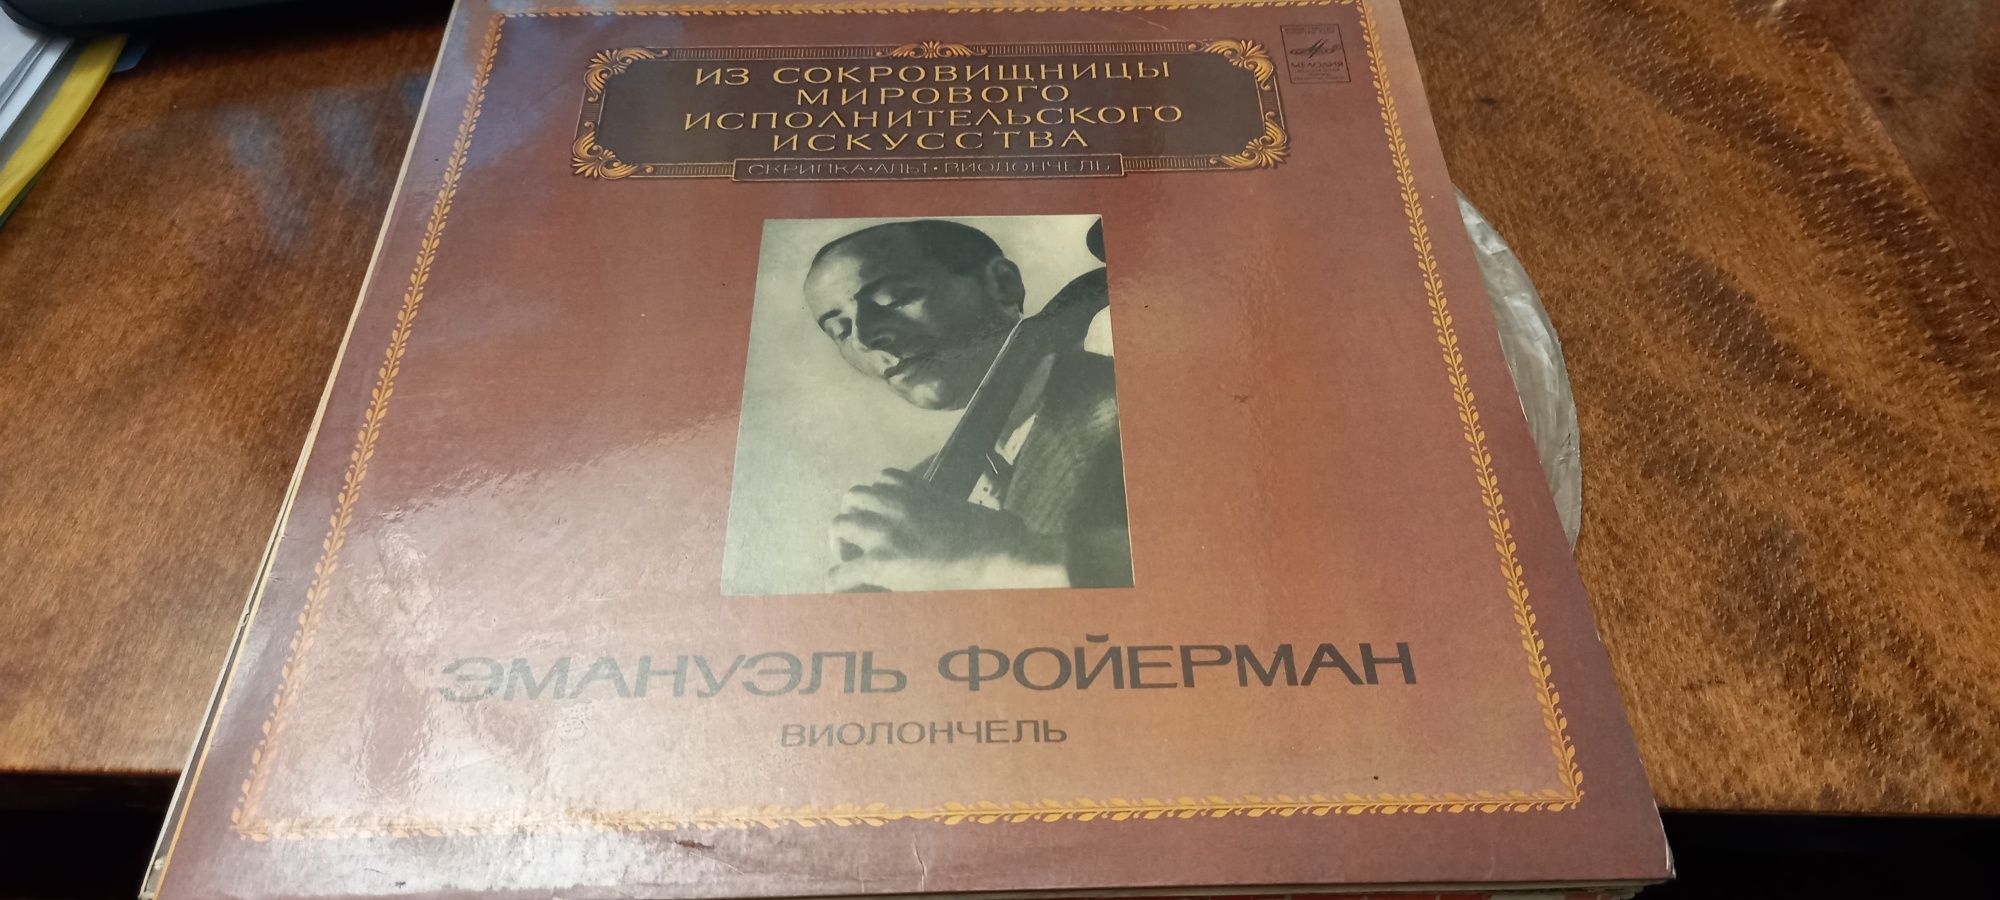 ИЗ СОКРОВИЩНИЦЫ
МИРОВОГО
ИСПОЛНИТЕЛЬСКОГО
ИСКУССТВА
СКРИПКА•АЛЬТ•ВИОЛОНЧЕЛЬ
МЕЛОДИЯ
ЭМАНУЭЛЬ ФОЙЕРМАН
ВИОЛОНЧЕЛЬ